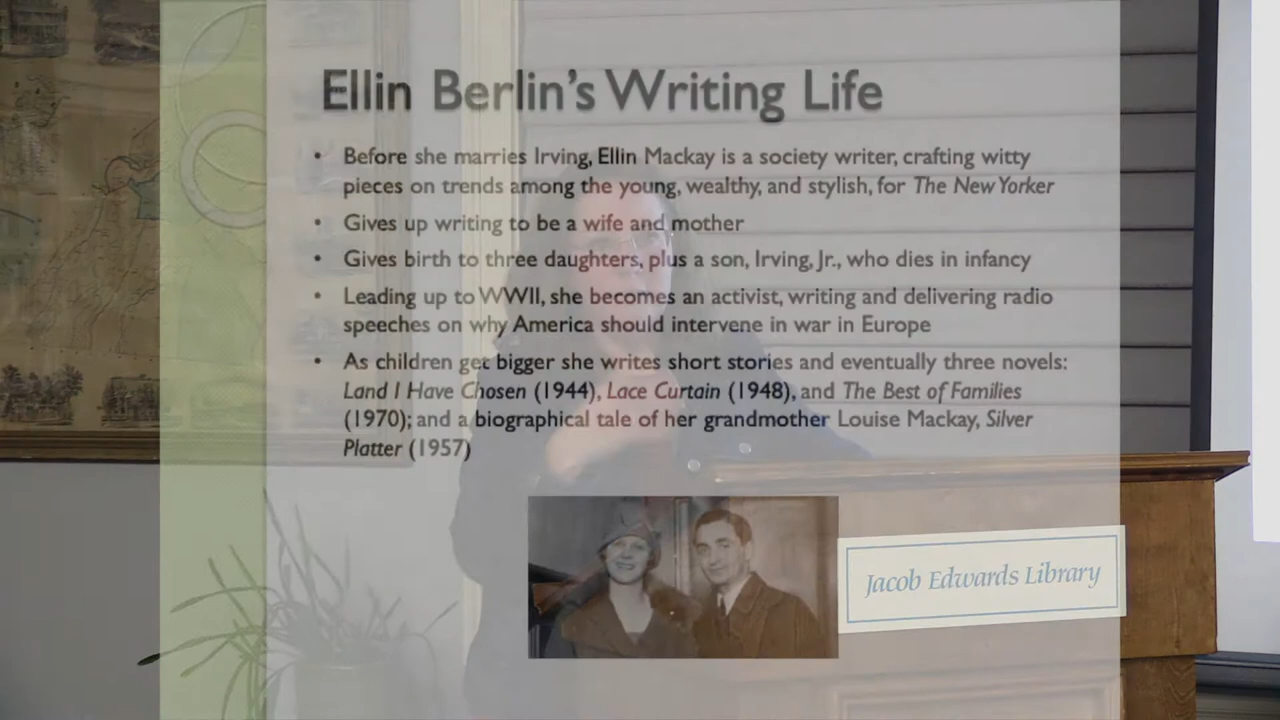 Ellin Berlin's Writing Life
• Before she marries Irving, Ellin Mackay is a society writer, crafting witty
pieces on trends among the young, wealthy, and stylish, for The New Yorker
• Gives up writing to be a wife and mother
• Gives birth to three daughters, plus a son, Irving, Jr., who dies in infancy
• Leading up to WWII, she becomes an activist, writing and delivering radio
speeches on why America should intervene in war in Europe
• As children get bigger she writes short stories and eventually three novels:
Land I Have Chosen (1944), Lace Curtain (1948), and The Best of Families
(1970); and a biographical tale of her grandmother Louise Mackay, Silver
Platter (1957)
Jacob Edwards Library